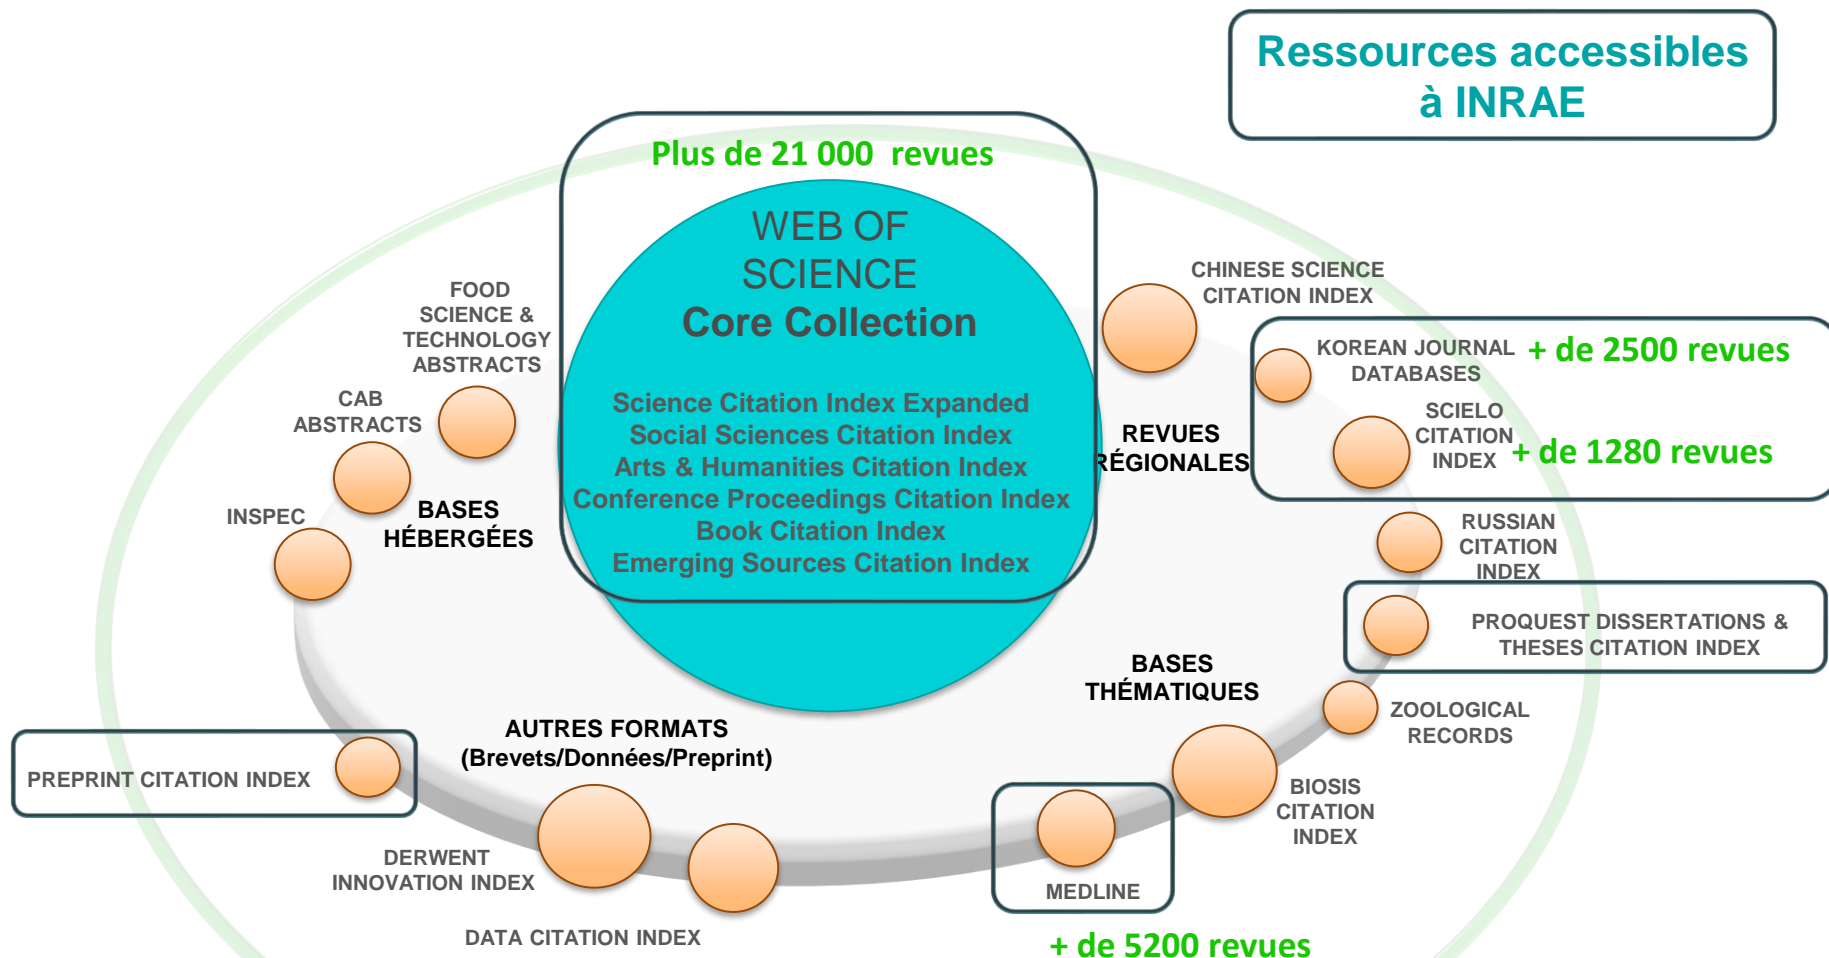 Ressources accessibles
à INRAE
Plus de 21 000 revues
WEB OF
SCIENCE
Core Collection
Science Citation Index Expanded
Social Sciences Citation Index
Arts & Humanities Citation Index
Conference Proceedings Citation Index
Book Citation Index
Emerging Sources Citation Index
FOOD
SCIENCE &
TECHNOLOGY
ABSTRACTS
CAB
ABSTRACTS
INSPEC
BASES
HÉBERGÉES
CHINESE SCIENCE
CITATION INDEX
KOREAN JOURNAL
DATABASES
+ de 2500 revues
SCIELO
CITATION
INDEX
+ de 1280 revues
REVUES
RÉGIONALES
RUSSIAN
CITATION
INDEX
PROQUEST DISSERTATIONS &
THESES CITATION INDEX
BASES
THÉMATIQUES
ZOOLOGICAL
RECORDS
BIOSIS
CITATION
INDEX
MEDLINE
+ de 5200 revues
AUTRES FORMATS
(Brevets/Données/Preprint)
PREPRINT CITATION INDEX
DERWENT
INNOVATION INDEX
DATA CITATION INDEX